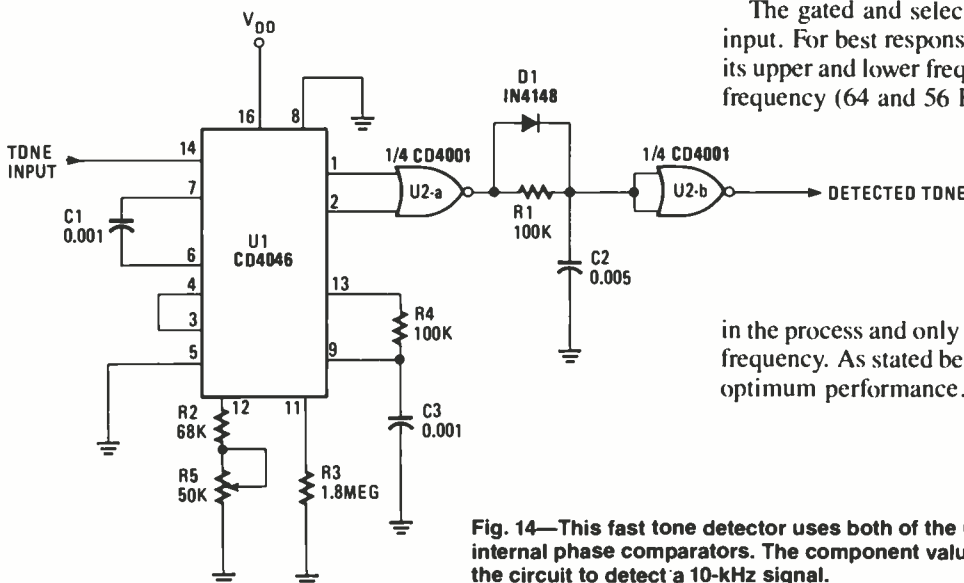 The gated and selec
input. For best respons
its upper and lower freq
frequency (64 and 56
VDD
16
8
D1
IN4148
TONE
INPUT
14
1
1/4 CD4001
U2-a
1/4 CD4001
U2-b
DETECTED TONE
7
2
R1
100K
C1
0.001
U1
CD4046
C2
0.005
6
4
13
R4
100K
3
9
in the process and only
frequency. As stated be
optimum performance.
5
12
11
C3
0.001
R2
68K
R5
50K
R3
1.8MEG
Fig. 14—This fast tone detector uses both of the
internal phase comparators. The component valu
the circuit to detect a 10-kHz signal.